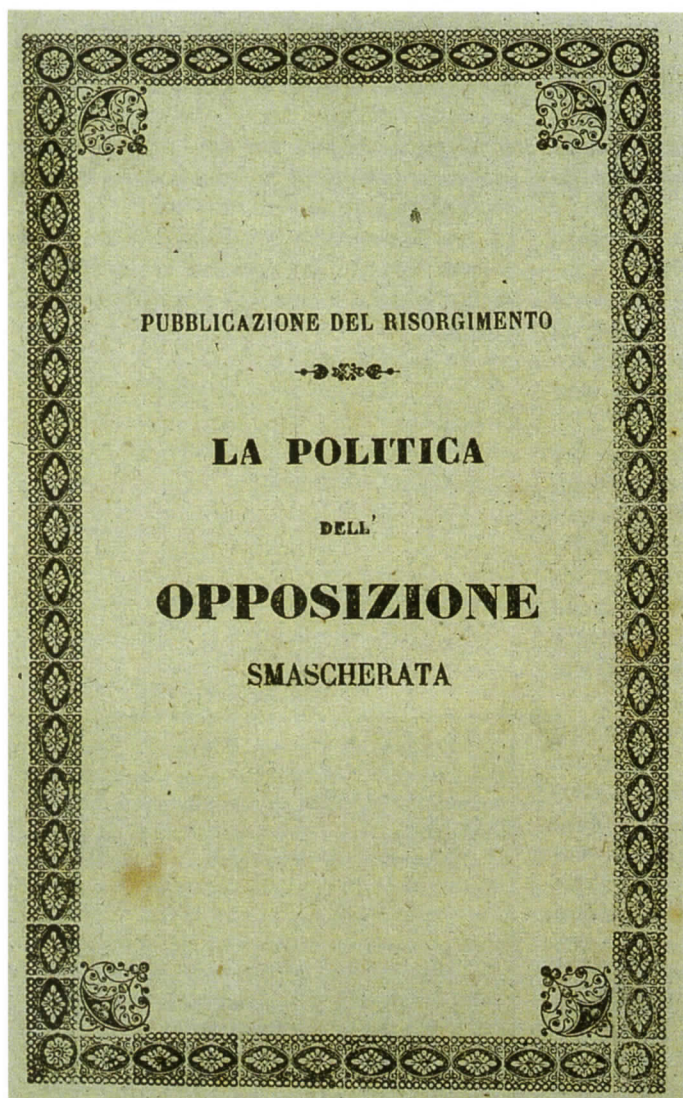 PUBBLICAZIONE DEL RISORGIMENTO
LA POLITICA
DELL'
OPPOSIZIONE
SMASCHERATA